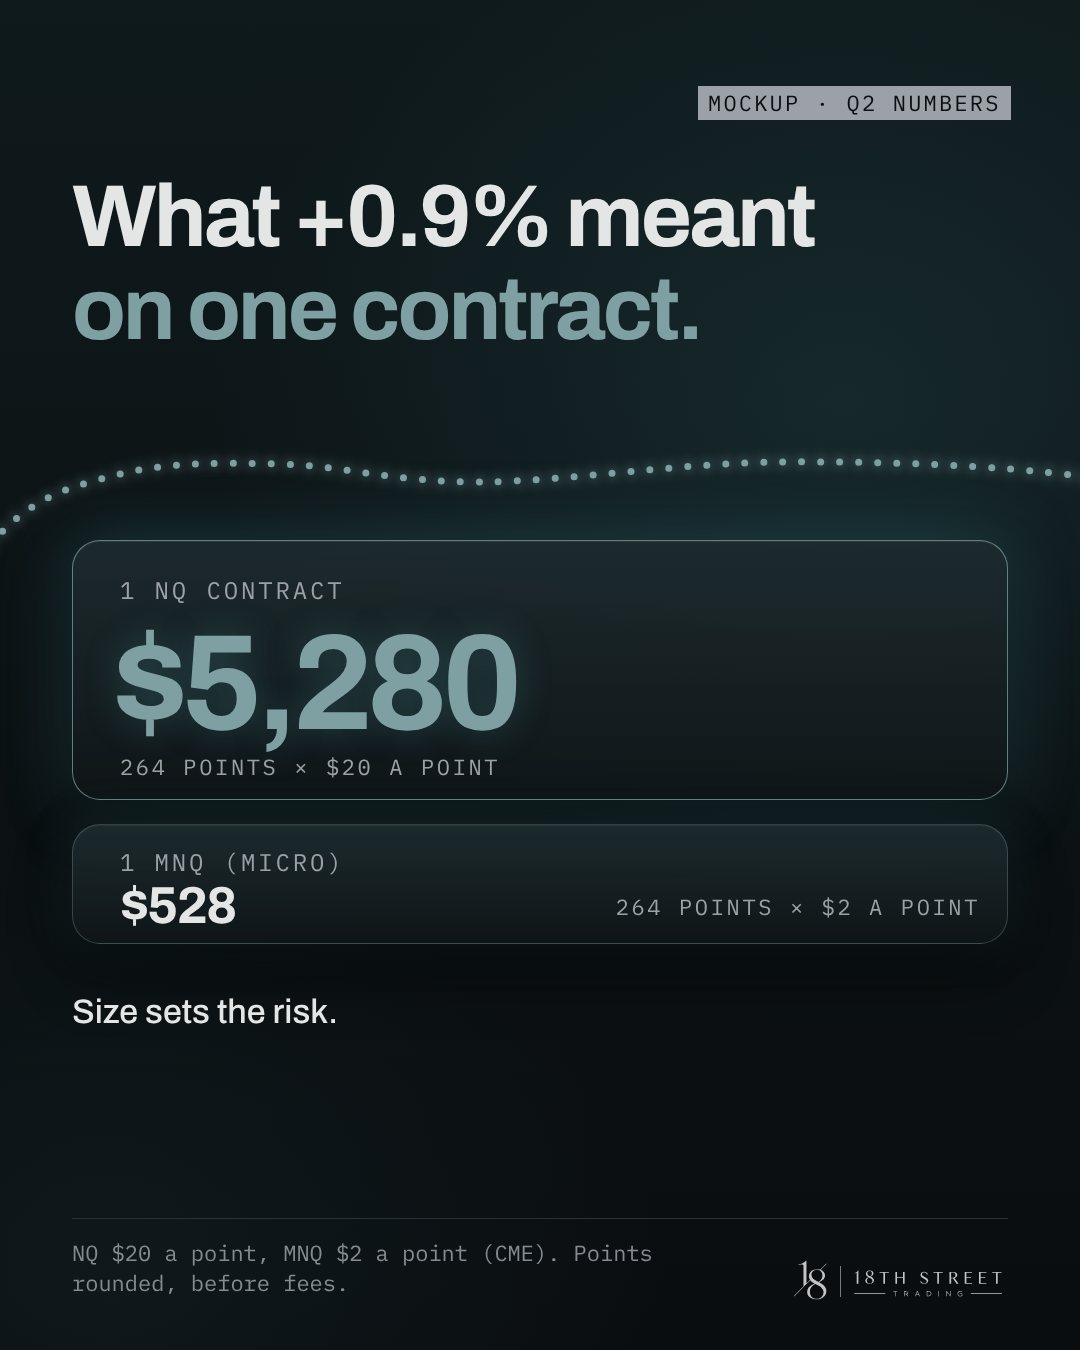 MOCKUP · Q2 NUMBERS
What +0.9% meant
on one contract.
1 NQ CONTRACT
$5,280
264 POINTS × $20 A POINT
1 MNQ (MICRO)
$528
264 POINTS × $2 A POINT
Size sets the risk.
NQ $20 a point, MNQ $2 a point (CME). Points
rounded, before fees.
18 | 18TH STREET
TRADING